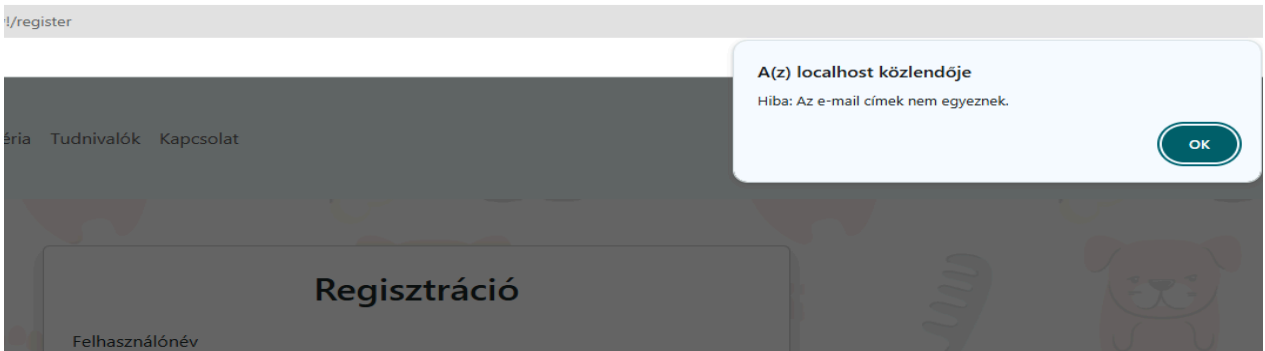 !/register
A(z) localhost közlendője
Hiba: Az e-mail címek nem egyeznek.
OK
éria Tudnivalók Kapcsolat
Regisztráció
Felhasználónév